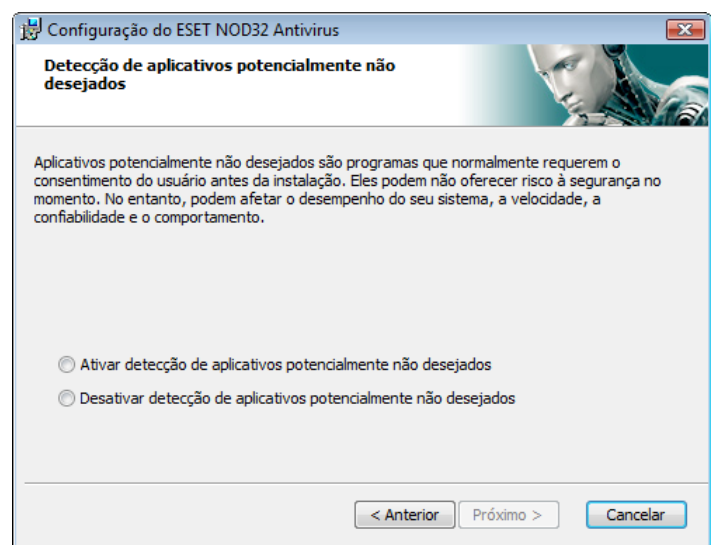 Configuração do ESET NOD32 Antivirus
Detecção de aplicativos potencialmente não
desejados
Aplicativos potencialmente não desejados são programas que normalmente requerem o
consentimento do usuário antes da instalação. Eles podem não oferecer risco à segurança no
momento. No entanto, podem afetar o desempenho do seu sistema, a velocidade, a
confiabilidade e o comportamento.
Ativar detecção de aplicativos potencialmente não desejados
Desativar detecção de aplicativos potencialmente não desejados
< Anterior
Próximo >
Cancelar